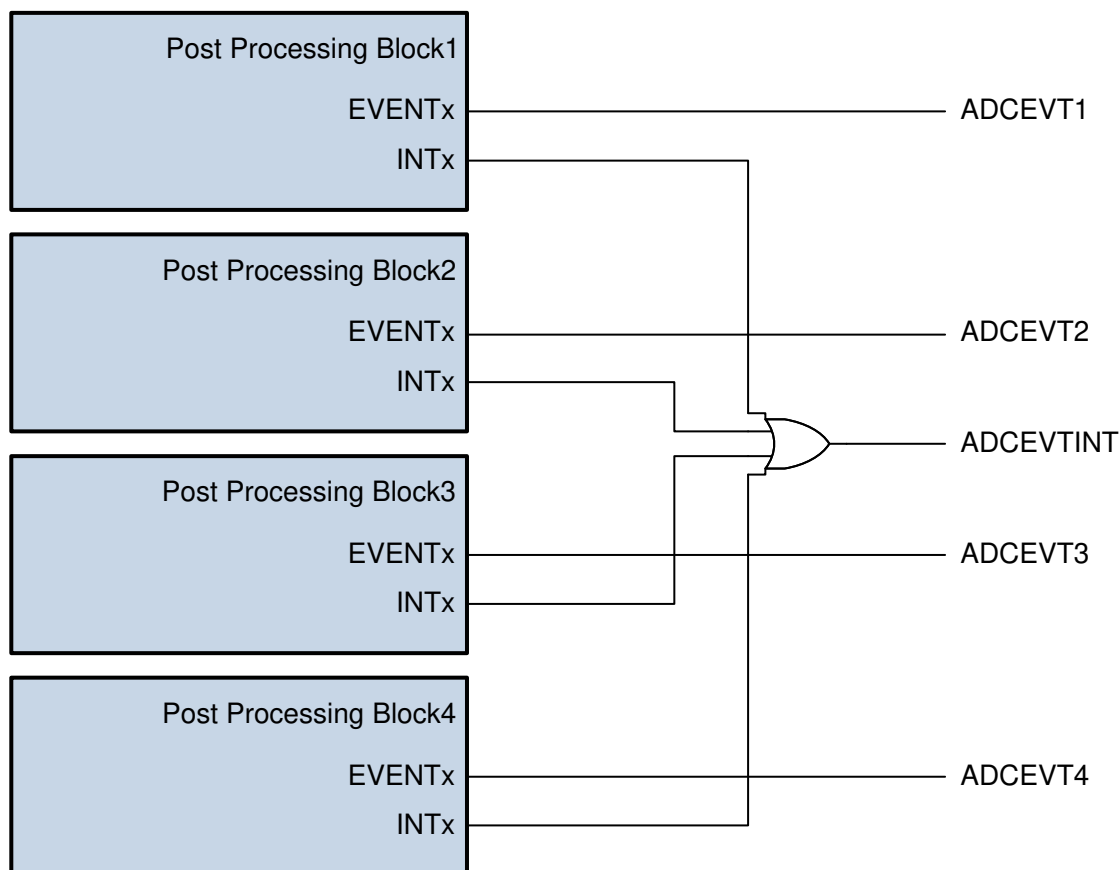 Post Processing Block1
EVENTx
ADCEVT1
INTx
Post Processing Block2
EVENTx
ADCEVT2
INTx
ADCEVTINT
Post Processing Block3
EVENTx
ADCEVT3
INTx
Post Processing Block4
EVENTx
ADCEVT4
INTx